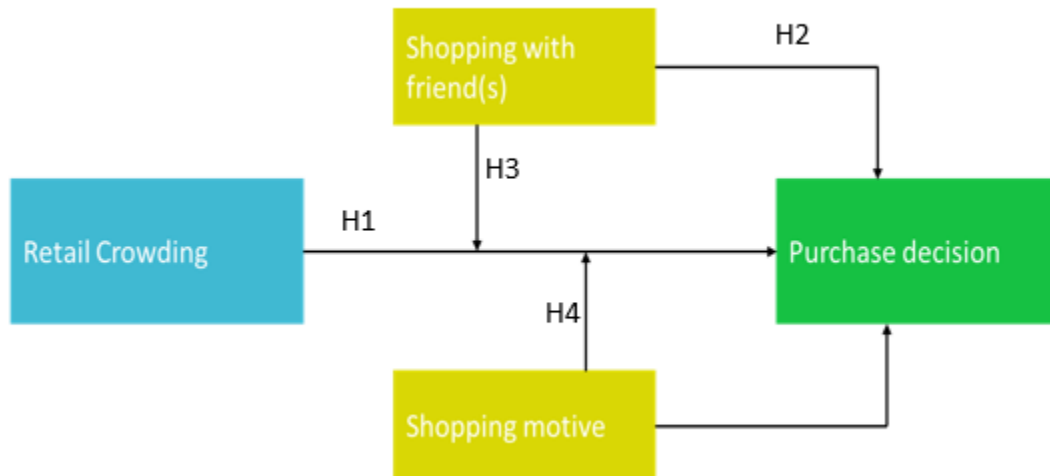 Shopping with
friend(s)
H2
H3
H1
Retail Crowding
Purchase decision
H4
Shopping motive